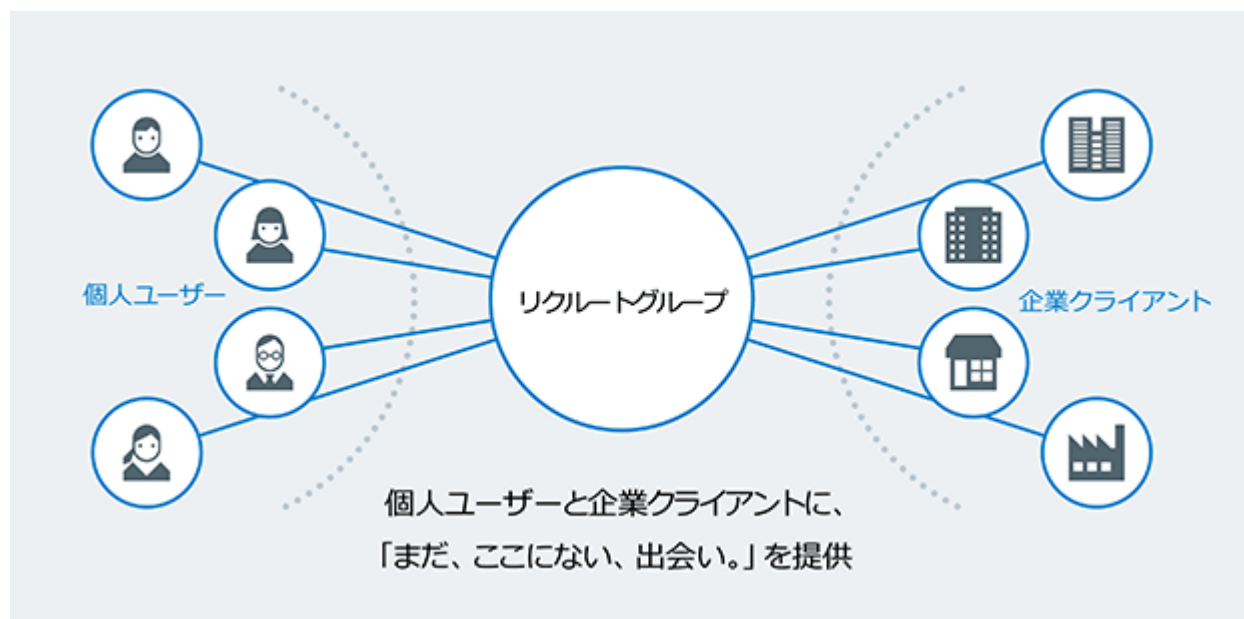 個人ユーザー
リクルートグループ
企業クライアント
個人ユーザーと企業クライアントに、
「まだ、ここにない、出会い。」を提供